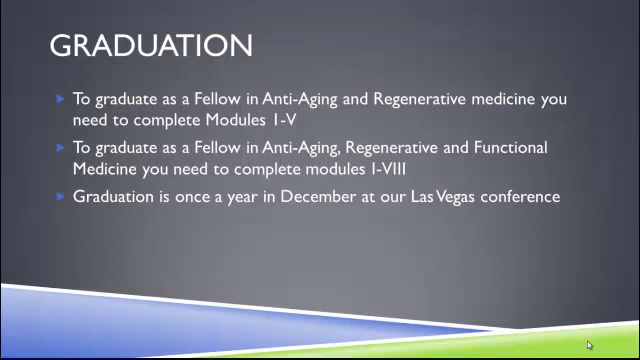 GRADUATION
To graduate as a Fellow in Anti-Aging and Regenerative medicine you
need to complete Modules 1-V
To graduate as a Fellow in Anti-Aging, Regenerative and Functional
Medicine you need to complete modules I-VIII
Graduation is once a year in December at our Las Vegas conference